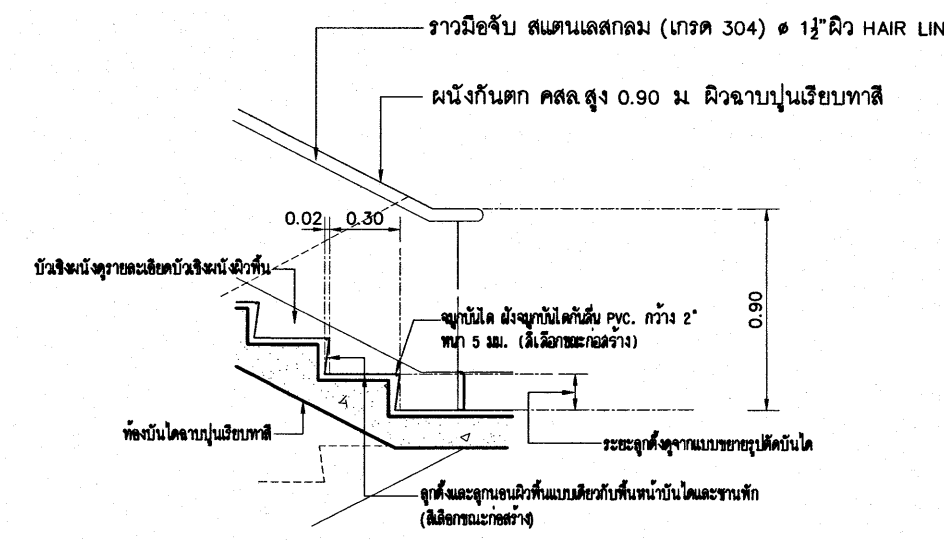 ราวมือจับ สแตนเลสกลม (เกรด 304) ø 1½" ผิว HAIR LIN
ผนังกันตก คสล. สูง 0.90 ม. ผิวฉาบปูนเรียบทาสี
0.02 0.30
บัวเชิงผนังดูรายละเอียดบัวเชิงผนังผิวพื้น
0.90
จมูกบันได ฝังจมูกบันไดกันลื่น PVC. กว้าง 2"
หนา 5 มม. (สีเลือกขณะก่อสร้าง)
ท้องบันไดฉาบปูนเรียบทาสี
ระยะลูกตั้งดูจากแบบขยายรูปตัดบันได
ลูกตั้งและลูกนอนผิวพื้นแบบเดียวกับพื้นหน้าบันไดและชานพัก
(สีเลือกขณะก่อสร้าง)